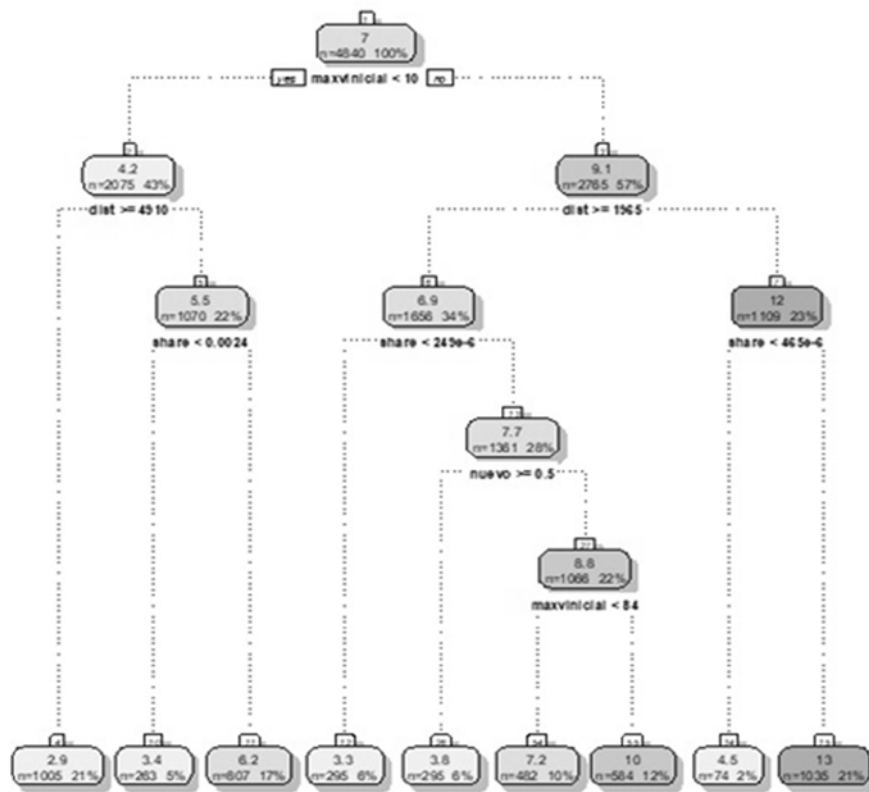 7
n=4840 100%
yes maxvinicial < 10 no
4.2
n=2075 43%
dist >= 4910
9.1
n=2765 57%
dist >= 1965
5.5
n=1070 22%
share < 0.0024
6.9
n=1656 34%
share < 249e-6
12
n=1109 23%
share < 465e-6
7.7
n=1361 28%
nuevo >= 0.5
8.8
n=1066 22%
maxvinicial < 84
2.9
n=1005 21%
3.4
n=263 5%
6.2
n=807 17%
3.3
n=295 6%
3.8
n=295 6%
7.2
n=482 10%
10
n=584 12%
4.5
n=74 2%
13
n=1035 21%